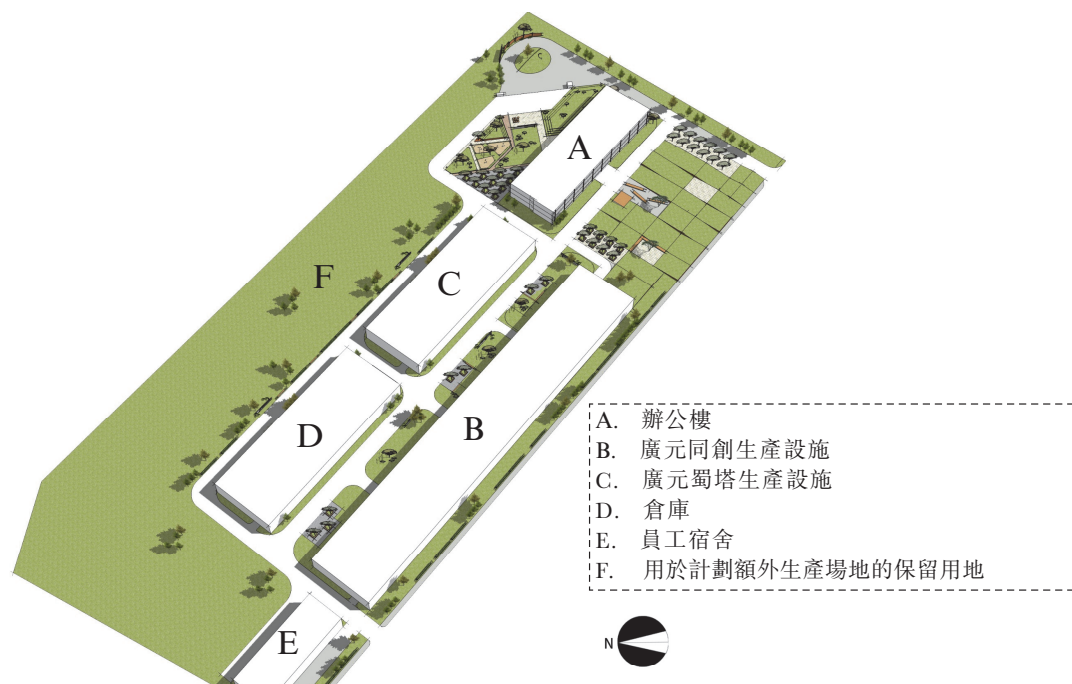 A
F
C
D
B
E
A. 辦公樓
B. 廣元同創生產設施
C. 廣元蜀塔生產設施
D. 倉庫
E. 員工宿舍
F. 用於計劃額外生產場地的保留用地
N